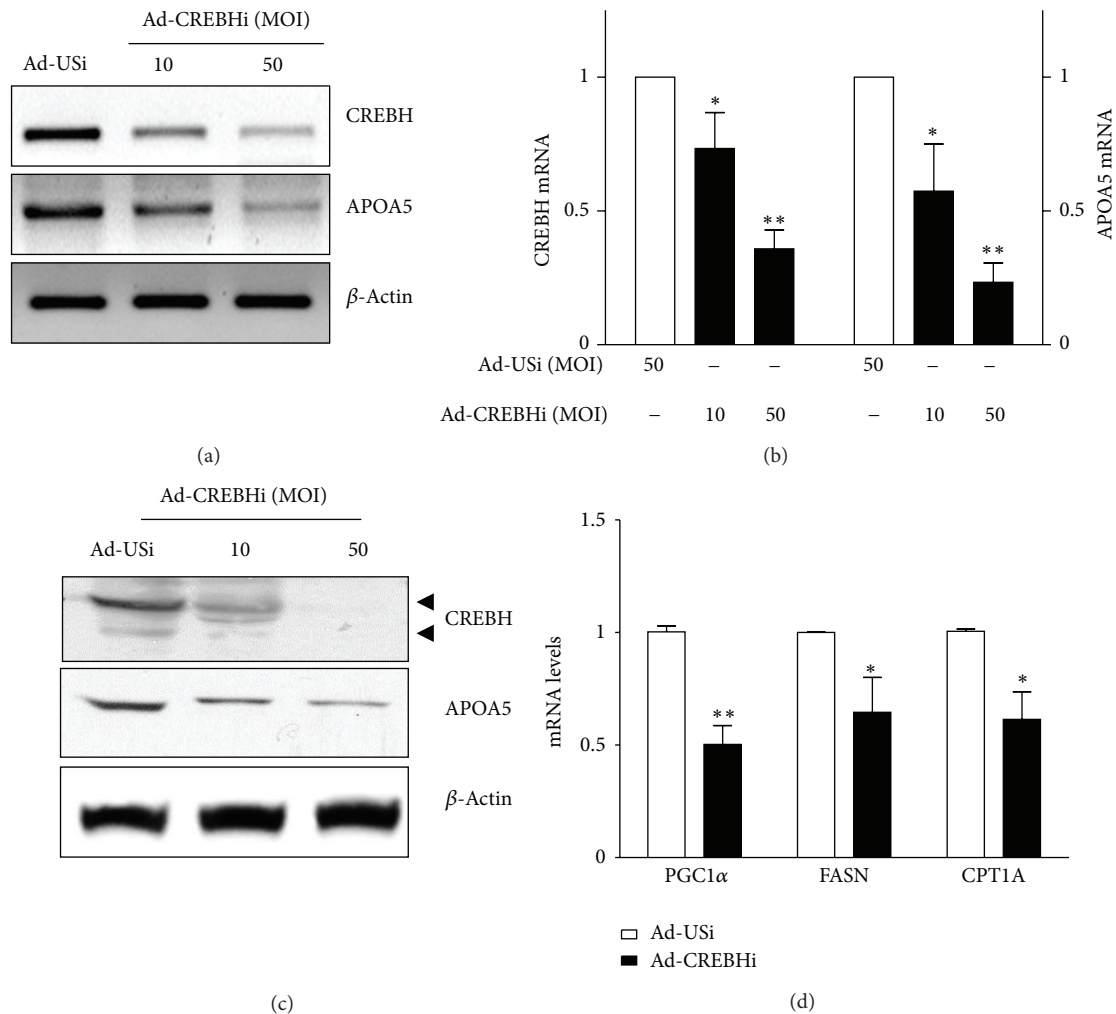 Ad-CREBHi (MOI)
Ad-USi 10 50
CREBH
APOA5
β-Actin
(a)
1 1
* *
CREBH mRNA
APOA5 mRNA
0.5 0.5
** **
0 0
Ad-USi (MOI) 50 – – 50 – –
Ad-CREBHi (MOI) – 10 50 – 10 50
(b)
Ad-CREBHi (MOI)
Ad-USi 10 50
CREBH
APOA5
β-Actin
(c)
1.5
1
mRNA levels
** * *
0.5
0
PGC1α FASN CPT1A
Ad-USi
Ad-CREBHi
(d)